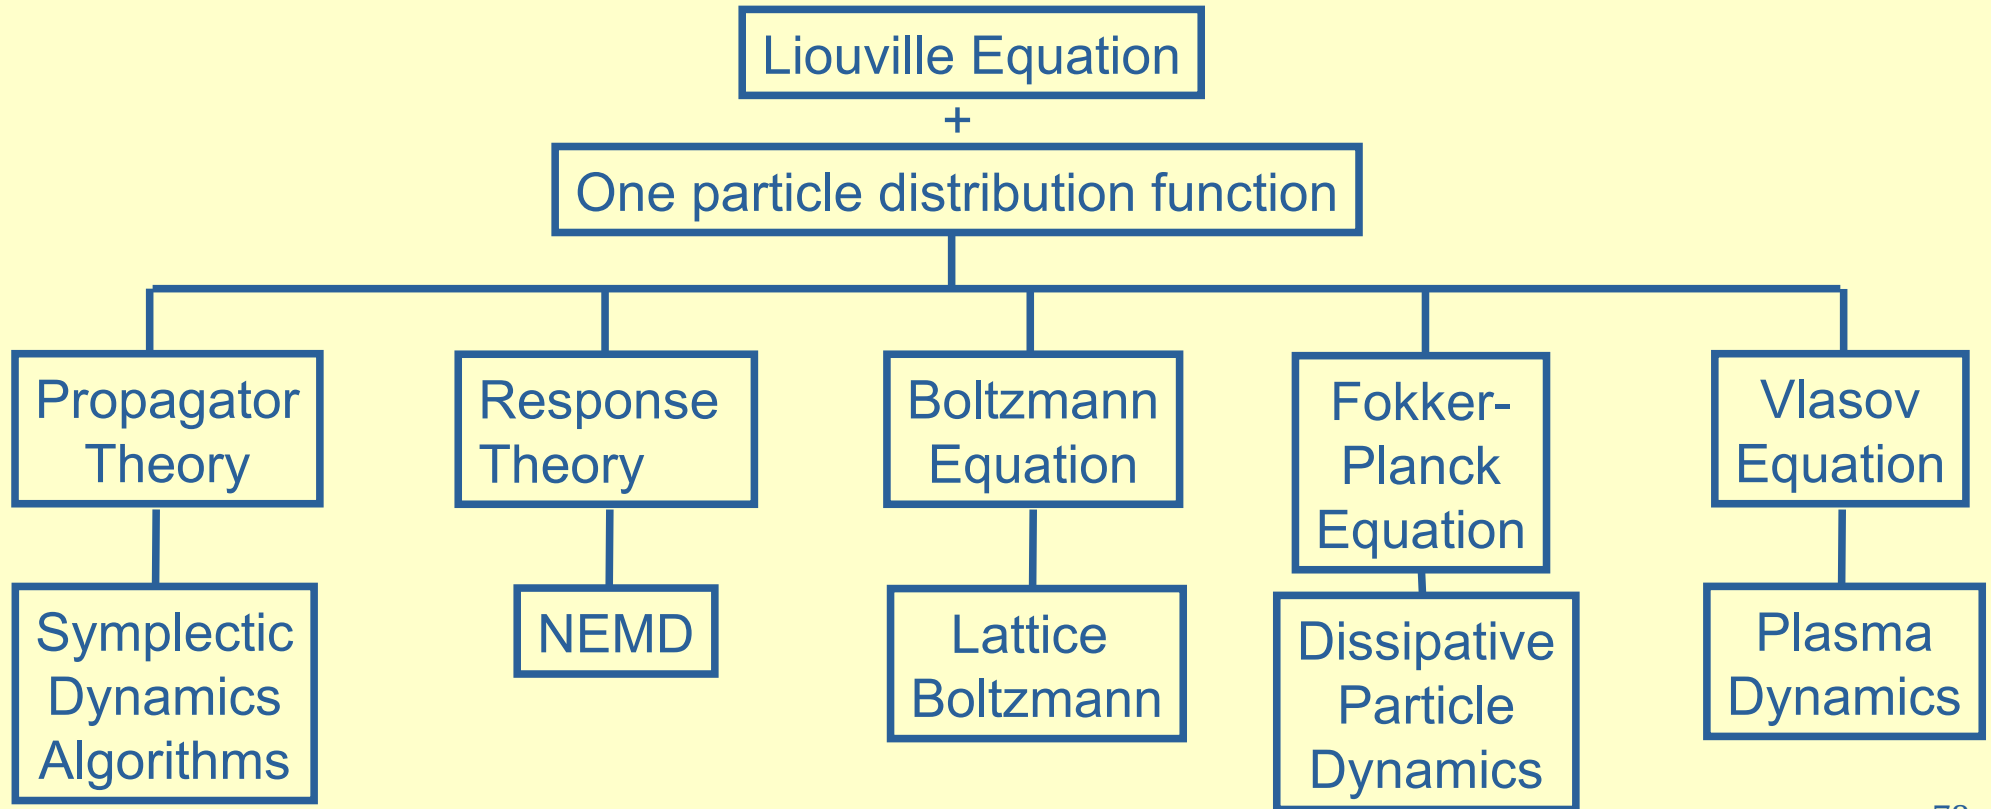 Liouville Equation
+
One particle distribution function
Propagator
Theory
Response
Theory
Boltzmann
Equation
Fokker-
Planck
Equation
Vlasov
Equation
Symplectic
Dynamics
Algorithms
NEMD
Lattice
Boltzmann
Dissipative
Particle
Dynamics
Plasma
Dynamics